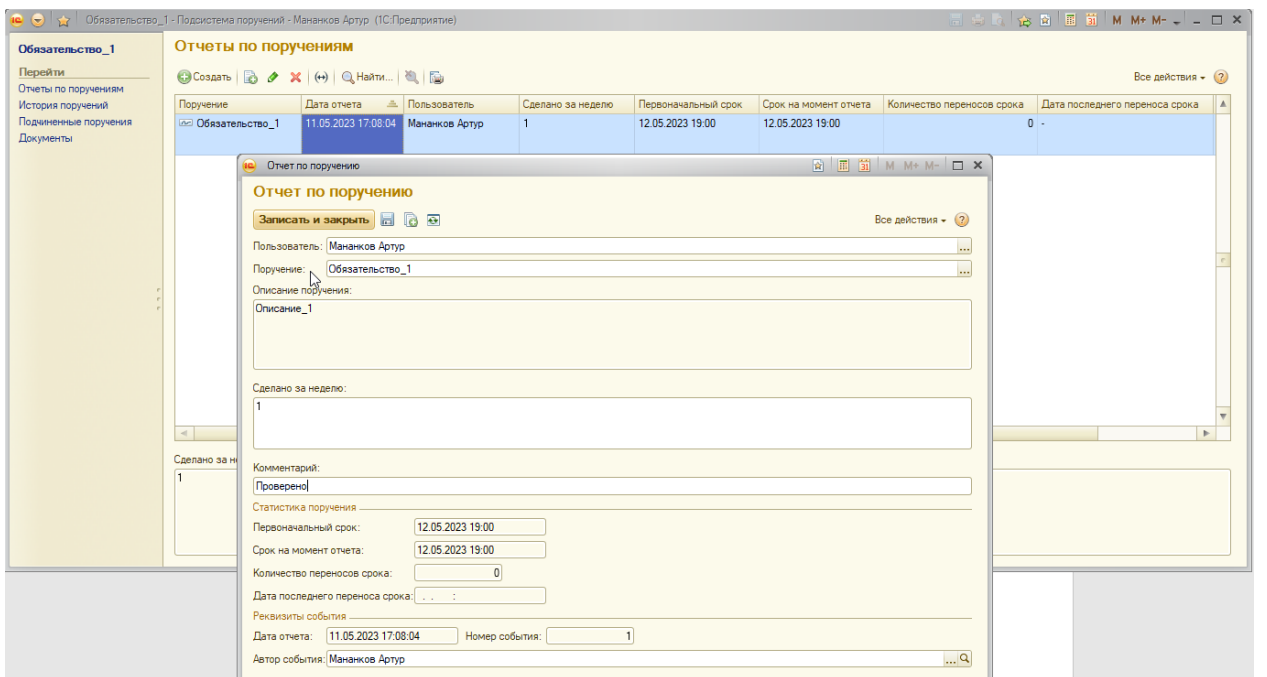 Обязательство_1 - Подсистема поручений - Мананков Артур (1С:Предприятие)
M M+ M-
Обязательство_1
Перейти
Отчеты по поручениям
История поручений
Подчиненные поручения
Документы
Отчеты по поручениям
Создать
Найти...
Все действия
Поручение Дата отчета Пользователь Сделано за неделю Первоначальный срок Срок на момент отчета Количество переносов срока Дата последнего переноса срока
Обязательство_1 11.05.2023 17:08:04 Мананков Артур 1 12.05.2023 19:00 12.05.2023 19:00 0 -
Сделано за н
1
Отчет по поручению
M M+ M-
Отчет по поручению
Записать и закрыть
Все действия
Пользователь: Мананков Артур ...
Поручение: Обязательство_1 ...
Описание поручения:
Описание_1
Сделано за неделю:
1
Комментарий:
Проверено
Статистика поручения
Первоначальный срок: 12.05.2023 19:00
Срок на момент отчета: 12.05.2023 19:00
Количество переносов срока: 0
Дата последнего переноса срока: . . :
Реквизиты события
Дата отчета: 11.05.2023 17:08:04 Номер события: 1
Автор события: Мананков Артур ...